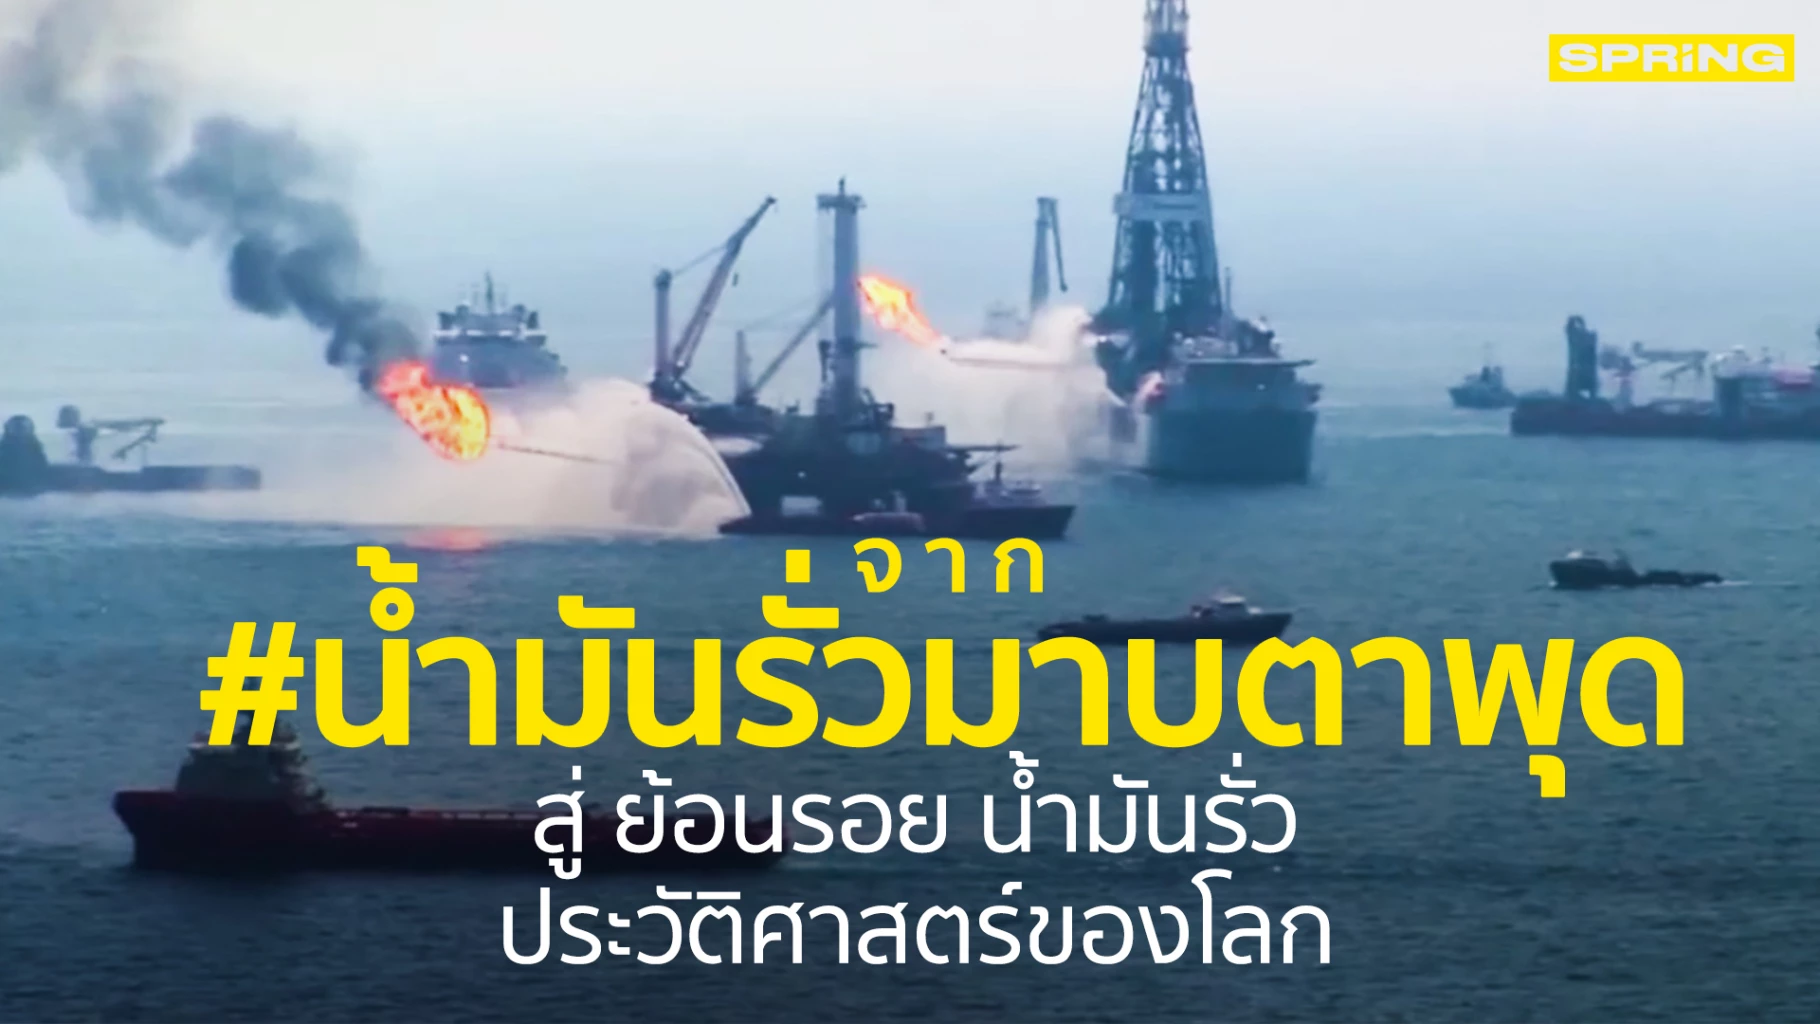 SPRiNG
จาก
#น้ำมันรั่วมาบตาพุด
สู่ ย้อนรอย น้ำมันรั่ว
ประวัติศาสตร์ของโลก